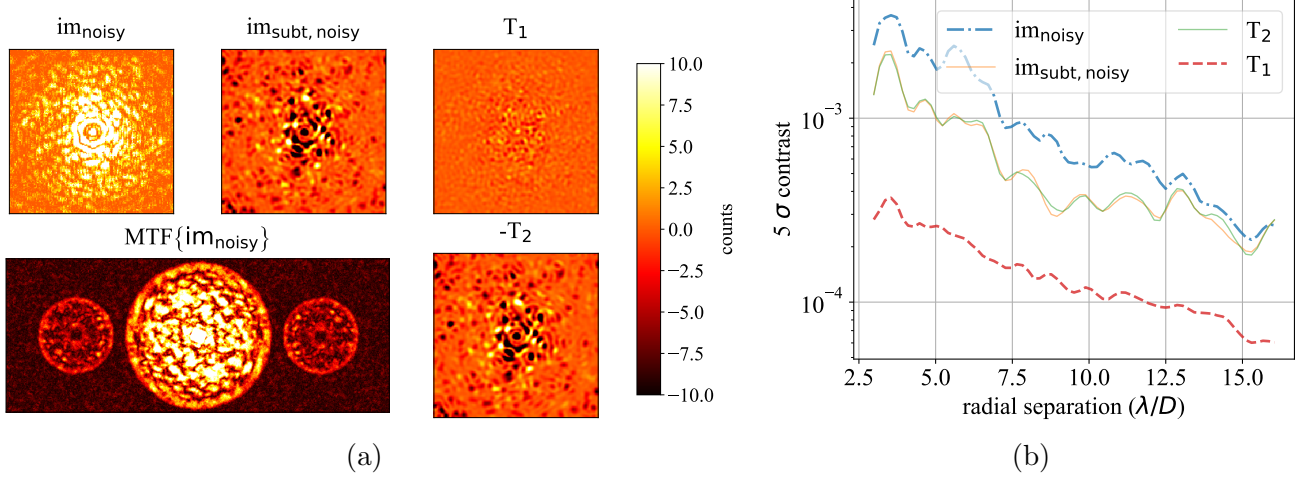 im_noisy
im_subt, noisy
T_1
MTF{im_noisy}
-T_2
10.0
7.5
5.0
2.5
0.0
−2.5
−5.0
−7.5
−10.0
counts
(a)
im_noisy
im_subt, noisy
T_2
T_1
10^−3
10^−4
5 σ contrast
2.5
5.0
7.5
10.0
12.5
15.0
radial separation (λ/D)
(b)